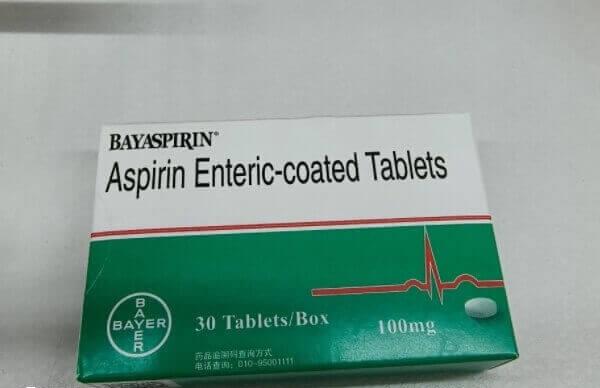 BAYASPIRIN®
Aspirin Enteric-coated Tablets
BAYER
BAYER
30 Tablets/Box
100mg
药品追溯码查询方式
电话查询：010-95001111